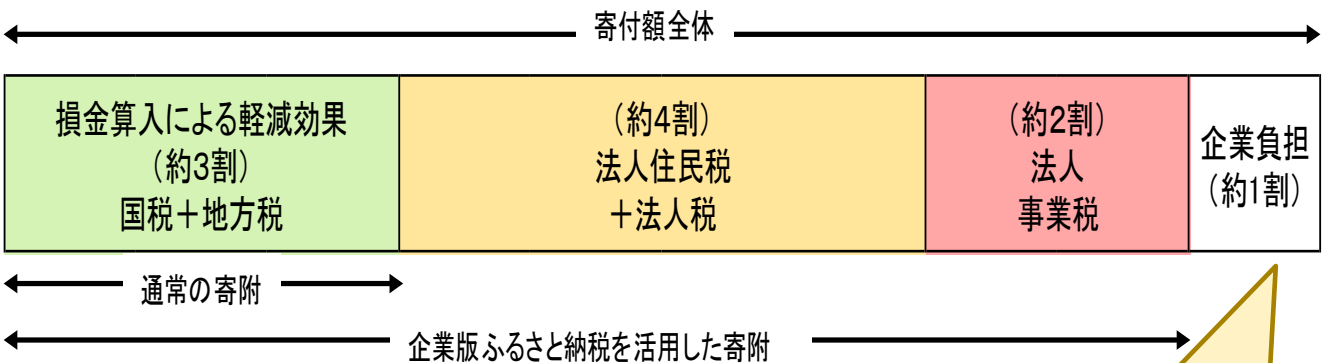 寄付額全体
損金算入による軽減効果
(約3割)
国税+地方税
(約4割)
法人住民税
+法人税
(約2割)
法人
事業税
企業負担
(約1割)
通常の寄附
企業版ふるさと納税を活用した寄附